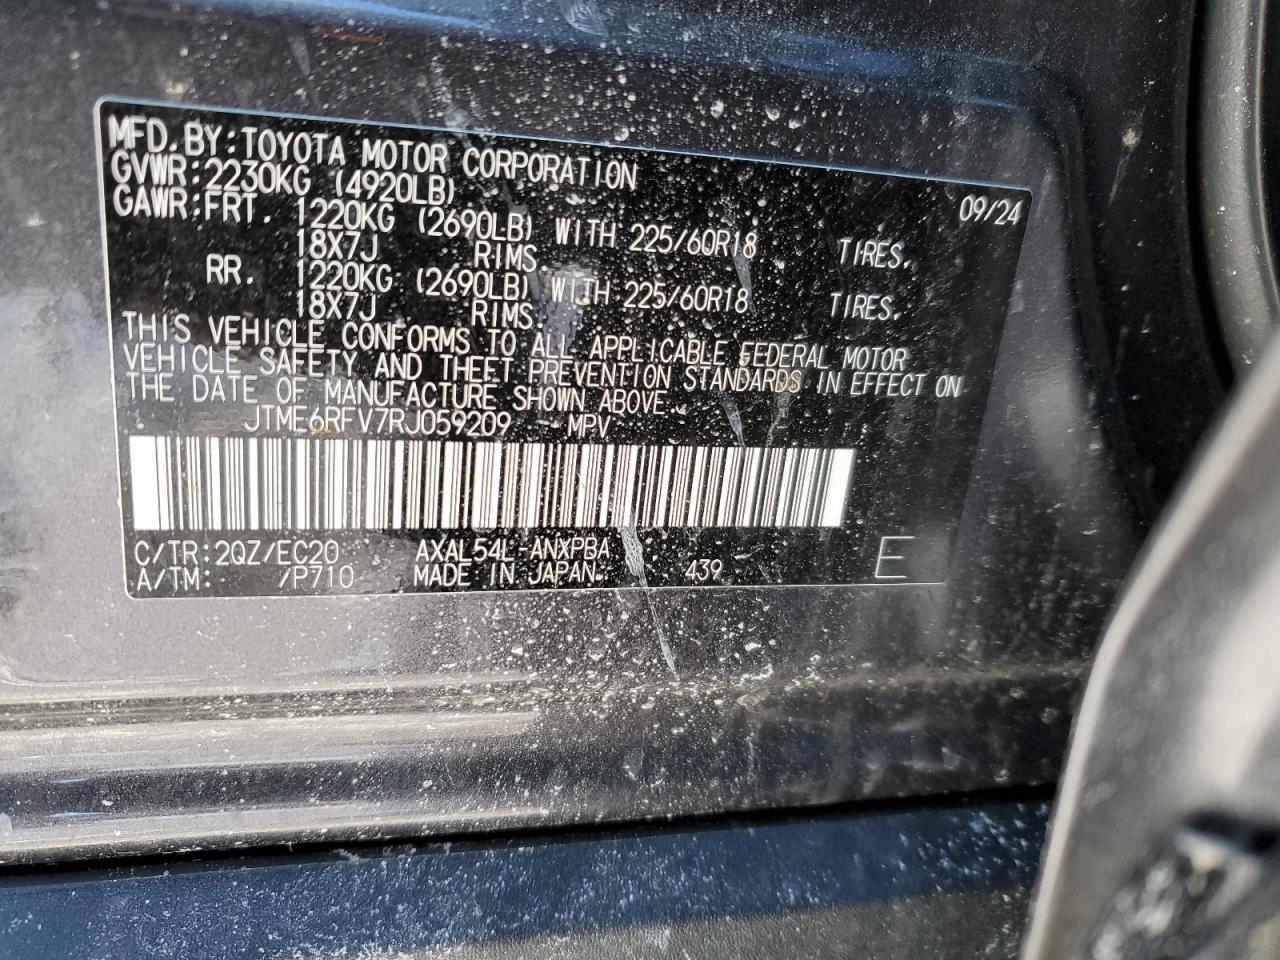 MFD.BY:TOYOTA MOTOR CORPORATION 09/24
GVWR:2230KG (4920LB)
GAWR:FRT. 1220KG (2690LB) WITH 225/60R18 TIRES.
18X7J RIMS
RR. 1220KG (2690LB) WITH 225/60R18 TIRES.
18X7J RIMS
THIS VEHICLE CONFORMS TO ALL APPLICABLE FEDERAL MOTOR
VEHICLE SAFETY AND THEFT PREVENTION STANDARDS IN EFFECT ON
THE DATE OF MANUFACTURE SHOWN ABOVE.
JTME6RFV7RJ059209 MPV
C/TR:2QZ/EC20 AXAL54L-ANXPBA
A/TM: /P710 MADE IN JAPAN. 439 E